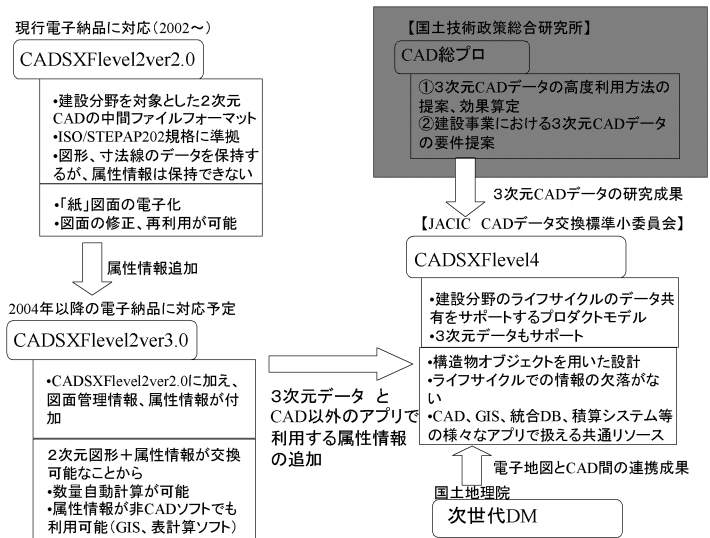 現行電子納品に対応（2002～）
CADSXFlevel2ver2.0
•建設分野を対象とした２次元
CADの中間ファイルフォーマット
•ISO/STEPAP202規格に準拠
•図形、寸法線のデータを保持す
るが、属性情報は保持できない
•「紙」図面の電子化
•図面の修正、再利用が可能
属性情報追加
2004年以降の電子納品に対応予定
CADSXFlevel2ver3.0
•CADSXFlevel2ver2.0に加え、
図面管理情報、属性情報が付
加
２次元図形＋属性情報が交換
可能なことから
•数量自動計算が可能
•属性情報が非CADソフトでも
利用可能（GIS、表計算ソフト）
３次元データ と
CAD以外のアプリで
利用する属性情報
の追加
【国土技術政策総合研究所】
CAD総プロ
①３次元CADデータの高度利用方法の
提案、効果算定
②建設事業における３次元CADデータ
の要件提案
３次元CADデータの研究成果
【JACIC CADデータ交換標準小委員会】
CADSXFlevel4
•建設分野のライフサイクルのデータ共
有をサポートするプロダクトモデル
•３次元データもサポート
•構造物オブジェクトを用いた設計
•ライフサイクルでの情報の欠落がな
い
•CAD、GIS、統合DB、積算システム等
の様々なアプリで扱える共通リソース
電子地図とCAD間の連携成果
国土地理院
次世代DM